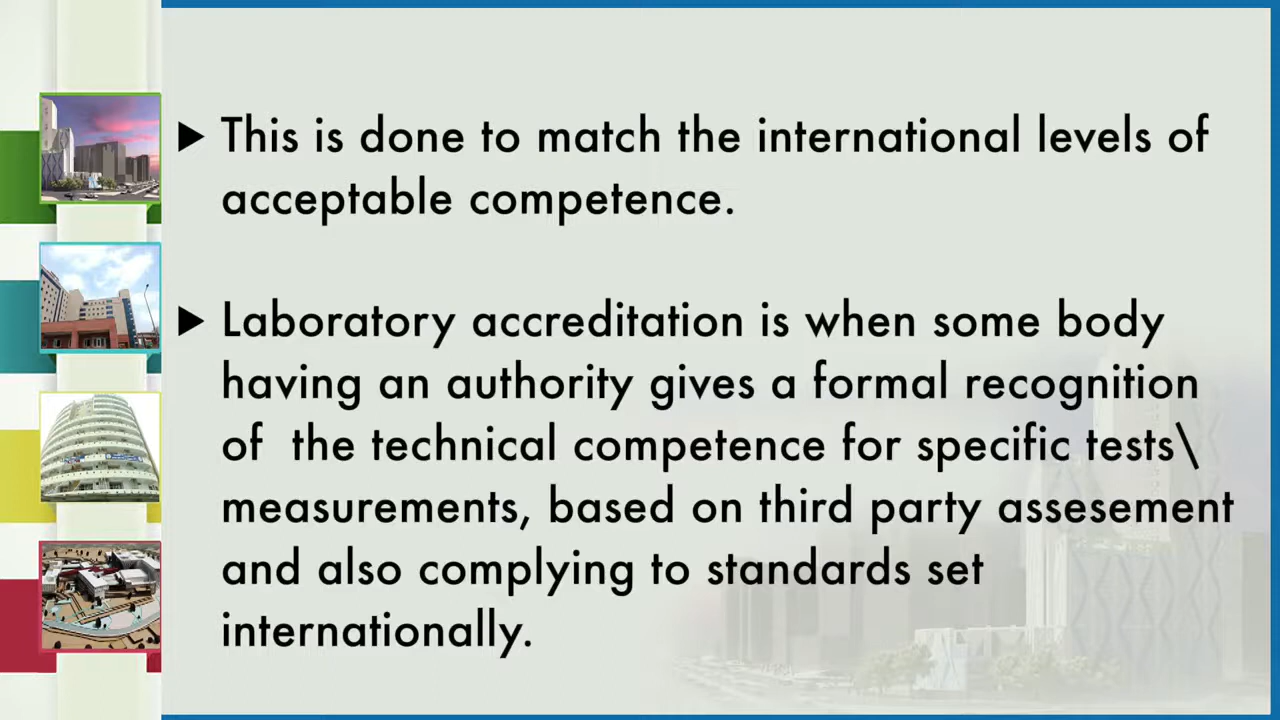 ▶ This is done to match the international levels of
acceptable competence.
▶ Laboratory accreditation is when some body
having an authority gives a formal recognition
of  the technical competence for specific tests\
measurements, based on third party assesement
and also complying to standards set
internationally.